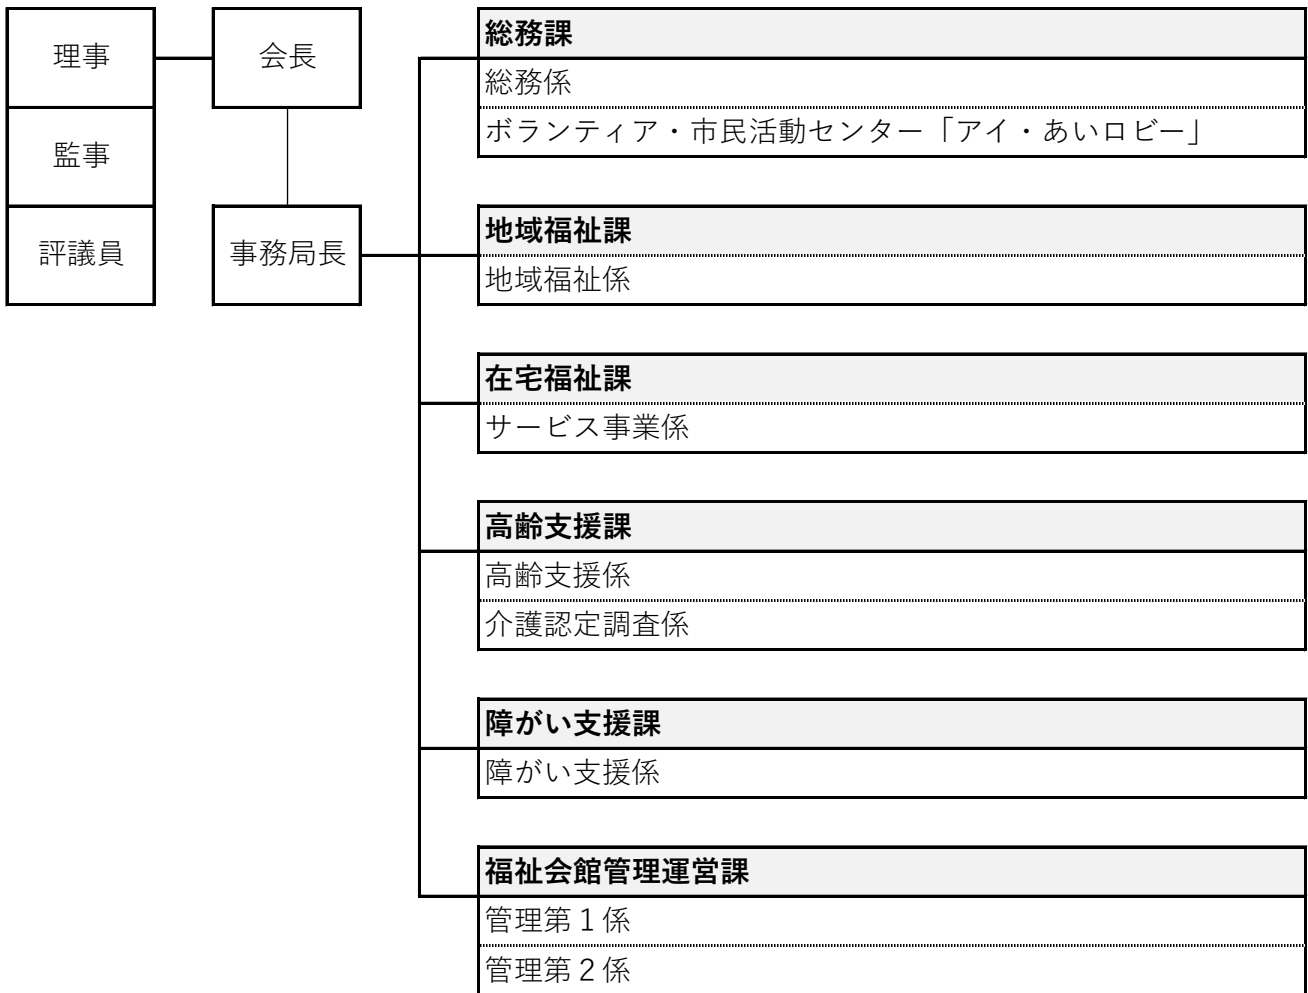 理事
会長
監事
評議員
事務局長
総務課
総務係
ボランティア・市民活動センター「アイ・あいロビー」
地域福祉課
地域福祉係
在宅福祉課
サービス事業係
高齢支援課
高齢支援係
介護認定調査係
障がい支援課
障がい支援係
福祉会館管理運営課
管理第１係
管理第２係